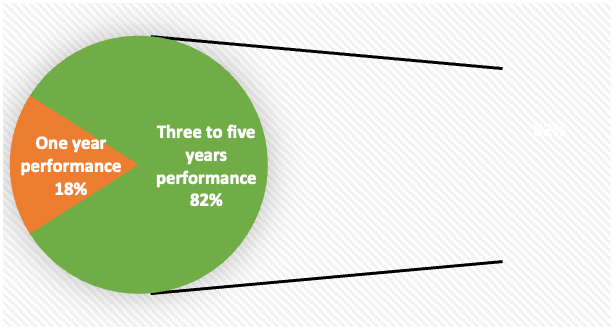 One year
performance
18%
Three to five
years
performance
82%